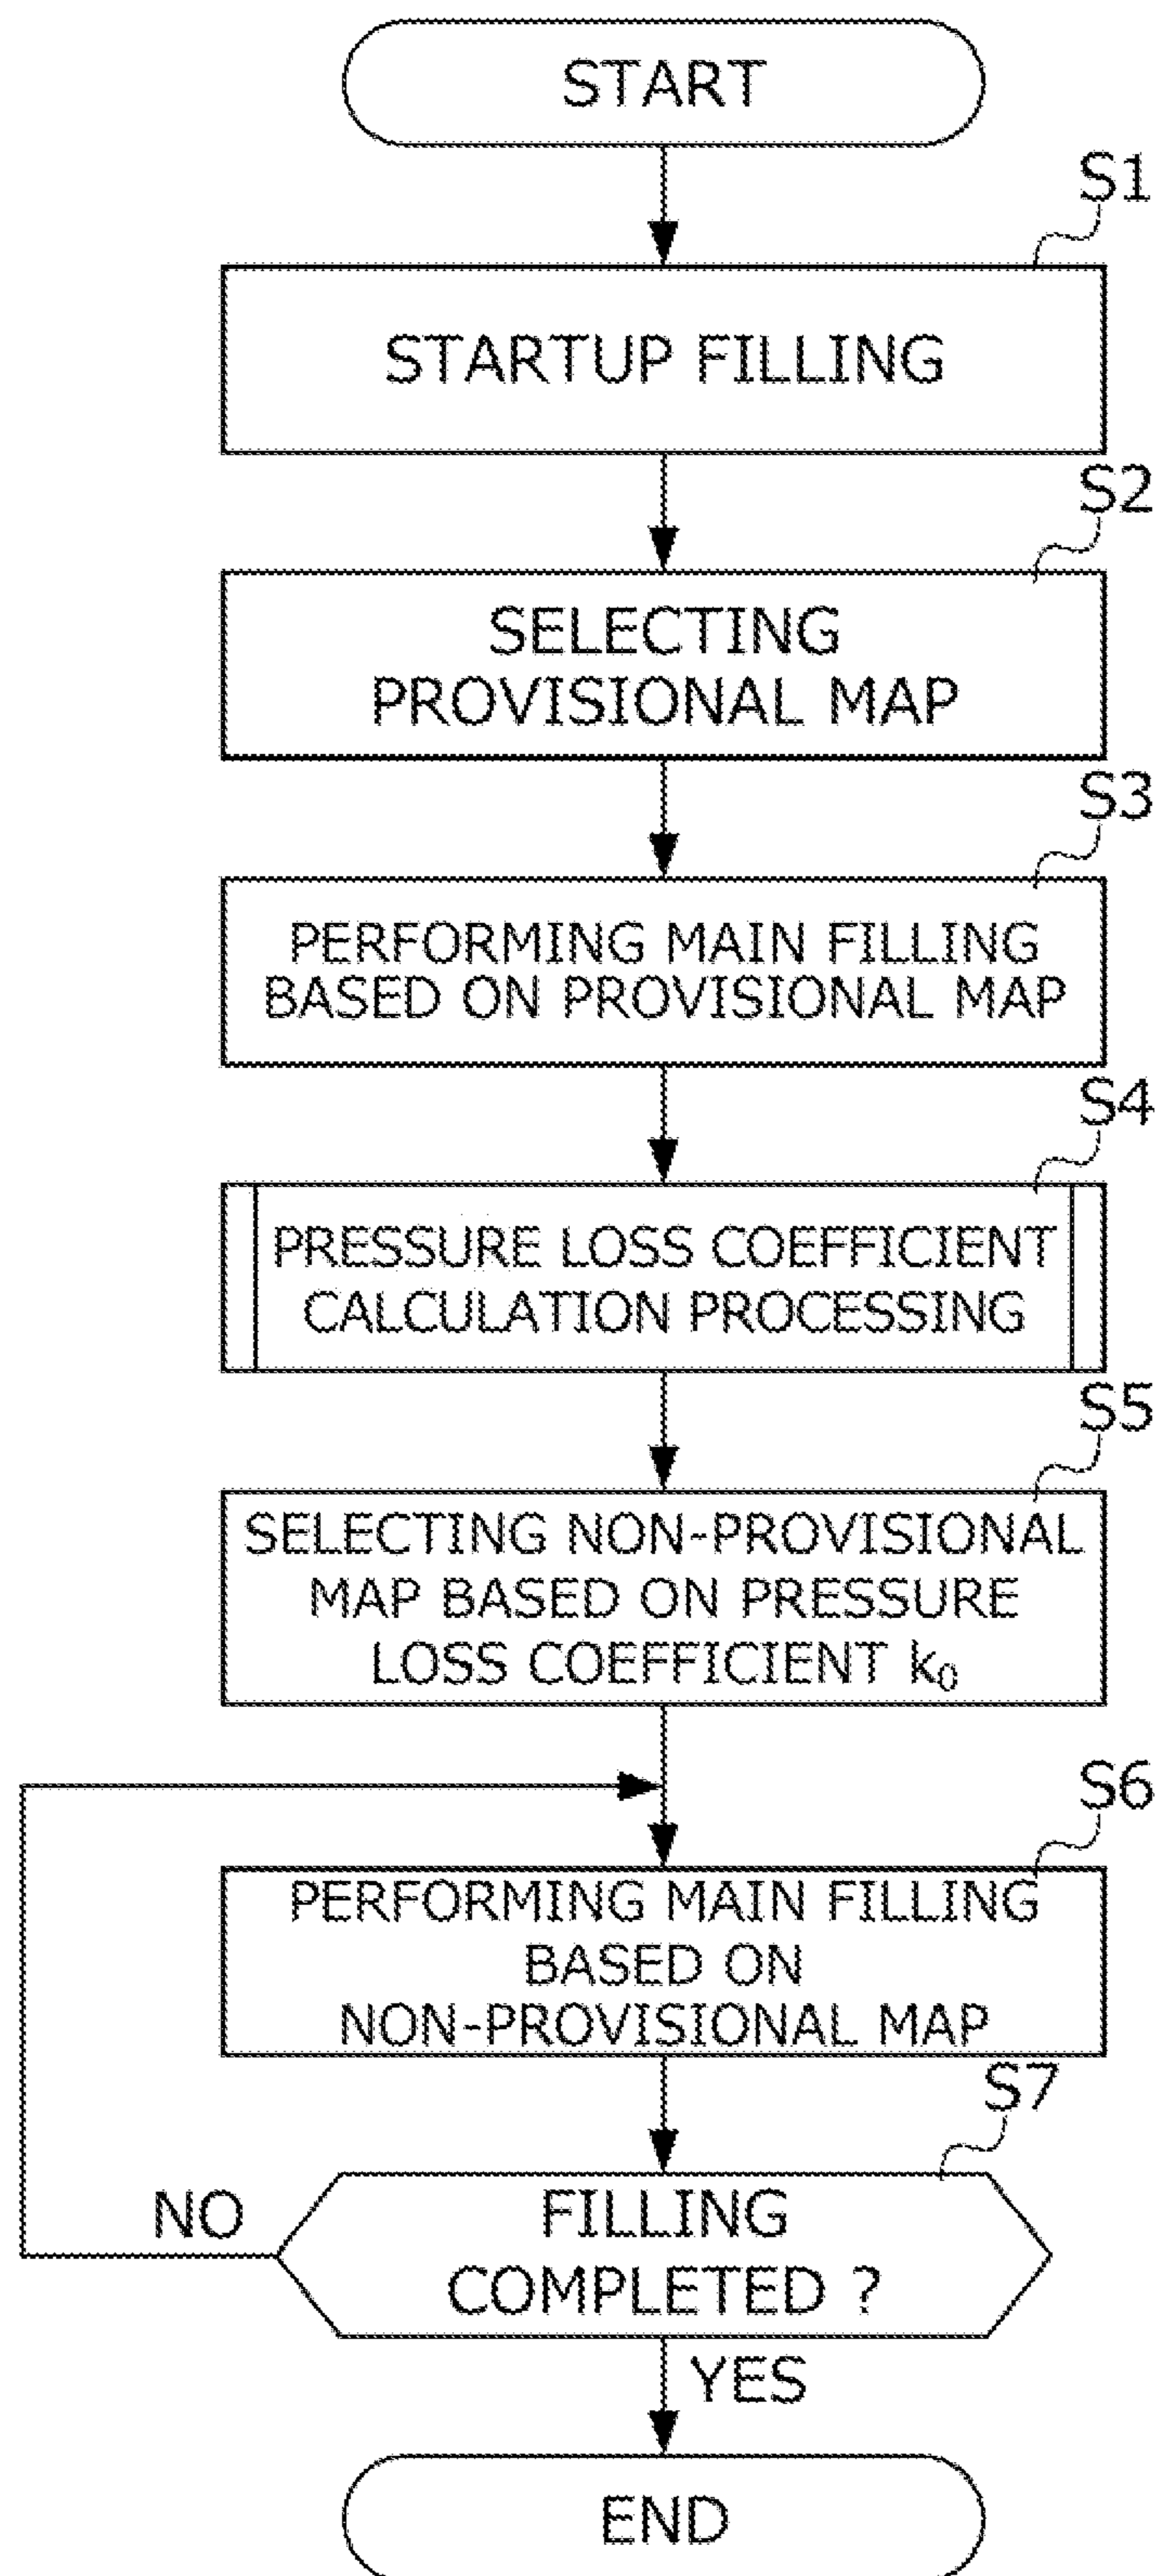 START
S1
STARTUP FILLING
S2
SELECTING
PROVISIONAL MAP
S3
PERFORMING MAIN FILLING
BASED ON PROVISIONAL MAP
S4
PRESSURE LOSS COEFFICIENT
CALCULATION PROCESSING
S5
SELECTING NON-PROVISIONAL
MAP BASED ON PRESSURE
LOSS COEFFICIENT k₀
S6
PERFORMING MAIN FILLING
BASED ON
NON-PROVISIONAL MAP
S7
NO
FILLING
COMPLETED ?
YES
END